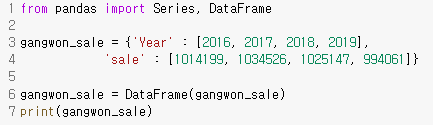 1 from pandas import Series, DataFrame
2
3 gangwon_sale = {'Year' : [2016, 2017, 2018, 2019],
4                 'sale' : [1014199, 1034526, 1025147, 994061]}
5
6 gangwon_sale = DataFrame(gangwon_sale)
7 print(gangwon_sale)